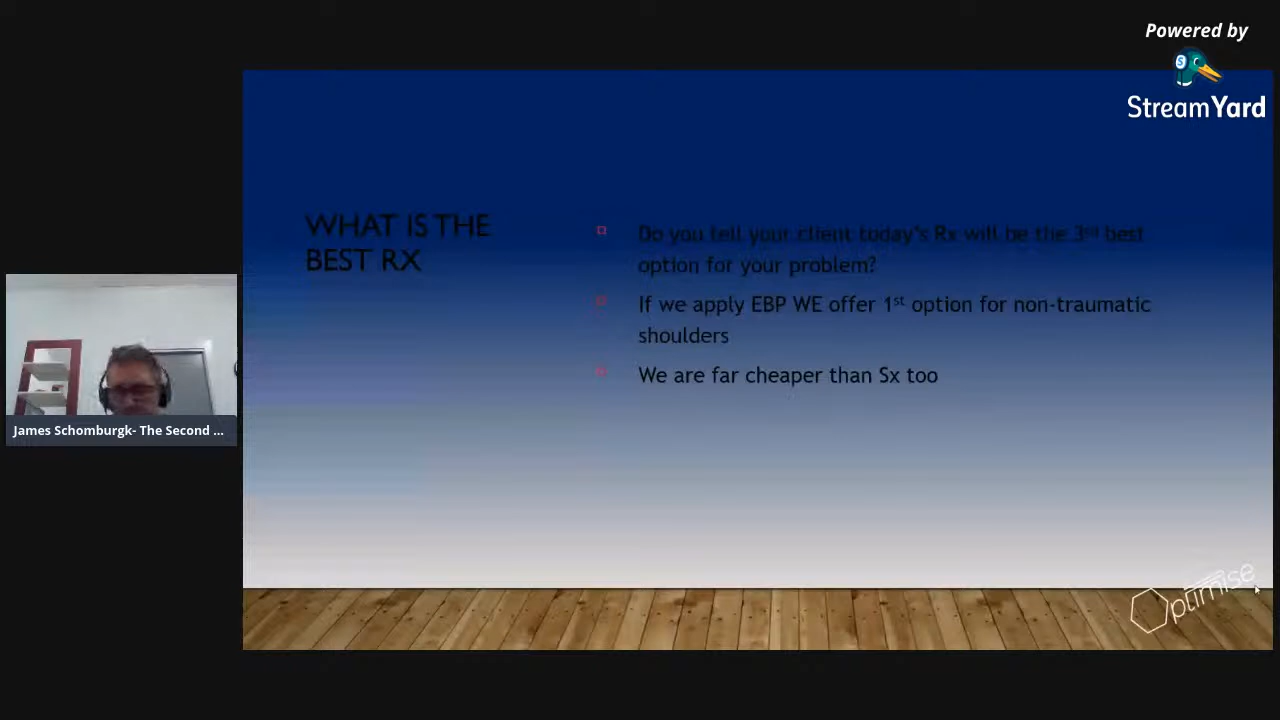 Powered by
StreamYard
WHAT IS THE
BEST RX
Do you tell your client today's Rx will be the 3rd best
option for your problem?
If we apply EBP WE offer 1st option for non-traumatic
shoulders
We are far cheaper than Sx too
James Schomburgk- The Second ...
Optimise